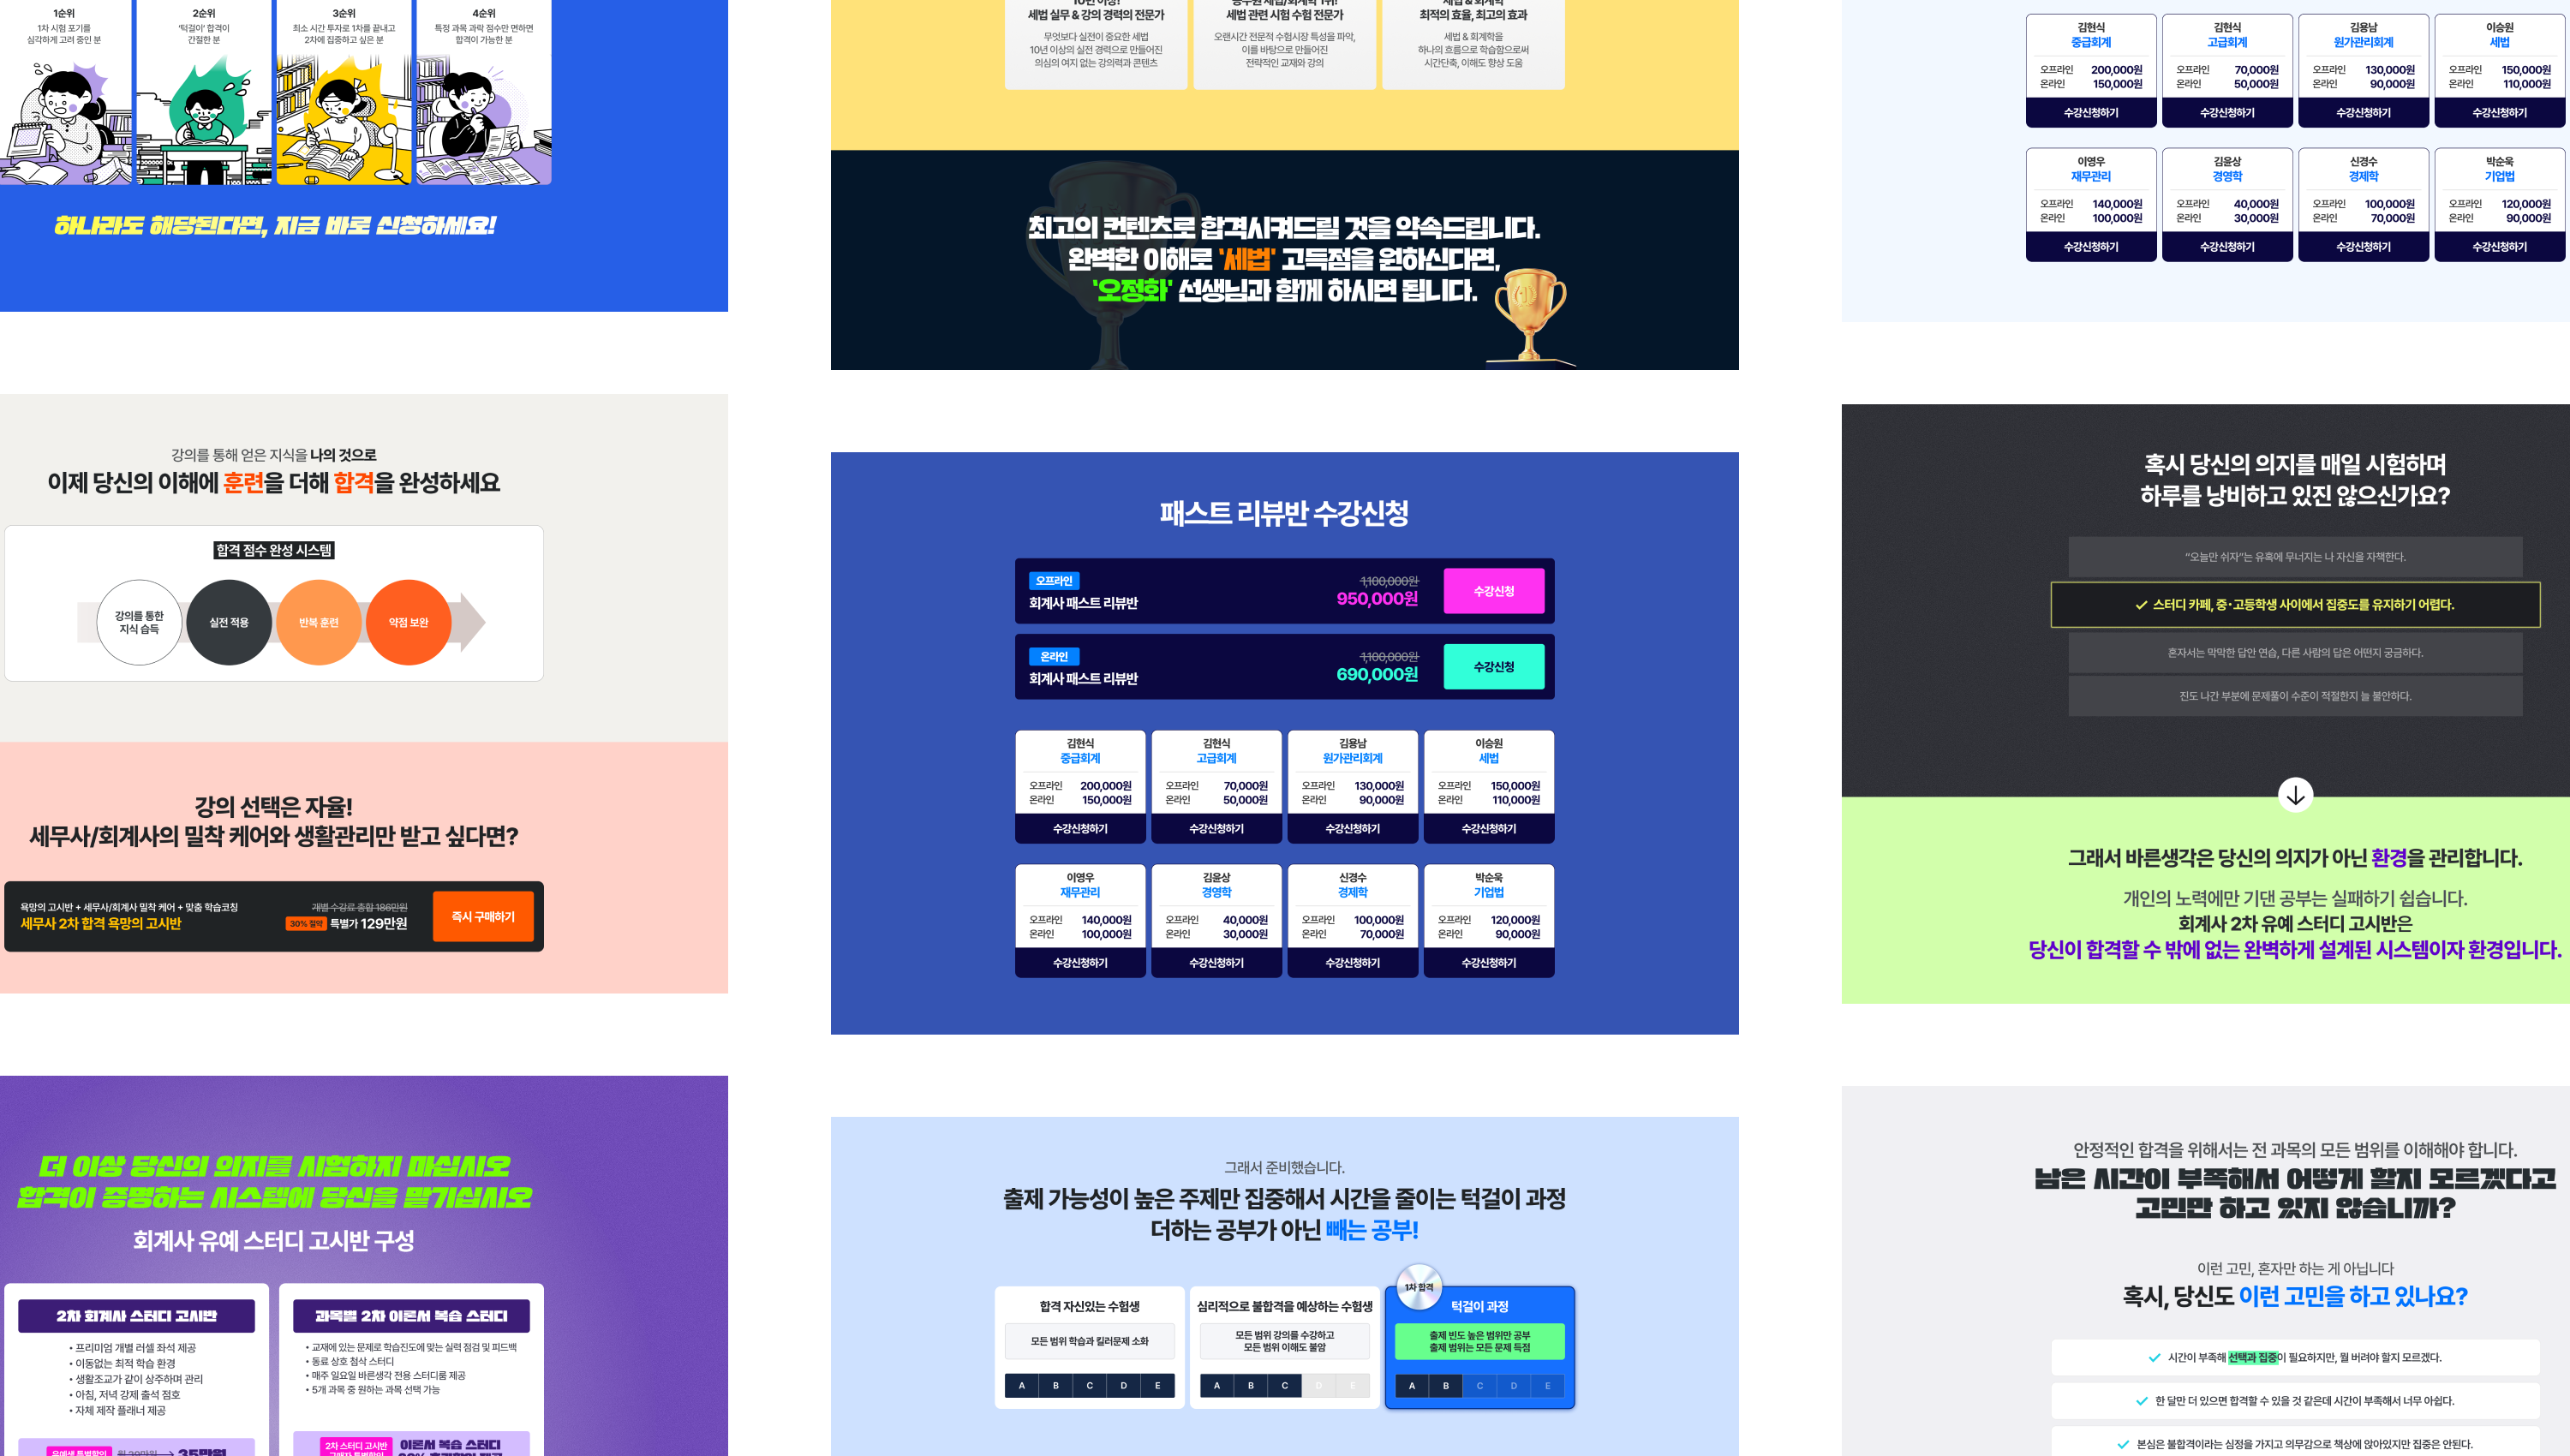 1순위
1차 시험 포기를
심각하게 고려 중인 분
2순위
'턱걸이' 합격이
간절한 분
3순위
최소 시간 투자로 1차를 끝내고
2차에 집중하고 싶은 분
4순위
특정 과목 과락 점수만 면하면
합격이 가능한 분
하나라도 해당된다면, 지금 바로 신청하세요!
강의를 통해 얻은 지식을 나의 것으로
이제 당신의 이해에 훈련을 더해 합격을 완성하세요
합격 점수 완성 시스템
강의를 통한
지식 습득
실전 적용
반복 훈련
약점 보완
강의 선택은 자율!
세무사/회계사의 밀착 케어와 생활관리만 받고 싶다면?
욕망의 고시반 + 세무사/회계사 밀착 케어 + 맞춤 학습코칭
세무사 2차 합격 욕망의 고시반
개별 수강료 총합 186만원
30% 할약 특별가 129만원
즉시 구매하기
더 이상 당신의 의지를 시험하지 마십시오
합격이 증명하는 시스템에 당신을 맡기십시오
회계사 유예 스터디 고시반 구성
2차 회계사 스터디 고시반
• 프리미엄 개별 러셀 좌석 제공
• 이동없는 최적 학습 환경
• 생활조교가 같이 상주하며 관리
• 아침, 저녁 강제 출석 점호
• 자체 제작 플래너 제공
유예생 특별할인
35만원
과목별 2차 이론서 복습 스터디
• 교재에 있는 문제로 학습진도에 맞는 실력 점검 및 피드백
• 동료 상호 첨삭 스터디
• 매주 일요일 바른생각 전용 스터디룸 제공
• 5개 과목 중 원하는 과목 선택 가능
2차 스터디 고시반
이론서 복습 스터디
10년 이상!
세법 실무 & 강의 경력의 전문가
무엇보다 실전이 중요한 세법
10년 이상의 실전 경력으로 만들어진
의심의 여지 없는 강의력과 콘텐츠
세법 관련 시험 수험 전문가
오랜시간 전문적 수험시장 특성을 파악,
이를 바탕으로 만들어진
전략적인 교재와 강의
세법 & 회계학
최적의 효율, 최고의 효과
세법 & 회계학을
하나의 흐름으로 학습함으로써
시간단축, 이해도 향상 도움
최고의 컨텐츠로 합격시켜드릴 것을 약속드립니다.
완벽한 이해로 '세법' 고득점을 원하신다면,
'오정화' 선생님과 함께 하시면 됩니다.
패스트 리뷰반 수강신청
오프라인
회계사 패스트 리뷰반
1,100,000원
950,000원
수강신청
온라인
회계사 패스트 리뷰반
1,100,000원
690,000원
수강신청
김현식
중급회계
오프라인 200,000원
온라인 150,000원
수강신청하기
김현식
고급회계
오프라인 70,000원
온라인 50,000원
수강신청하기
김용남
원가관리회계
오프라인 130,000원
온라인 90,000원
수강신청하기
이승원
세법
오프라인 150,000원
온라인 110,000원
수강신청하기
이영우
재무관리
오프라인 140,000원
온라인 100,000원
수강신청하기
김윤상
경영학
오프라인 40,000원
온라인 30,000원
수강신청하기
신경수
경제학
오프라인 100,000원
온라인 70,000원
수강신청하기
박순욱
기업법
오프라인 120,000원
온라인 90,000원
수강신청하기
그래서 준비했습니다.
출제 가능성이 높은 주제만 집중해서 시간을 줄이는 턱걸이 과정
더하는 공부가 아닌 빼는 공부!
합격 자신있는 수험생
모든 범위 학습과 킬러문제 소화
A B C D E
심리적으로 불합격을 예상하는 수험생
모든 범위 강의를 수강하고
모든 범위 이해도 불암
A B C D E
1차 합격
턱걸이 과정
출제 빈도 높은 범위만 공부
출제 범위는 모든 문제 득점
A B C D E
김현식
중급회계
오프라인 200,000원
온라인 150,000원
수강신청하기
김현식
고급회계
오프라인 70,000원
온라인 50,000원
수강신청하기
김용남
원가관리회계
오프라인 130,000원
온라인 90,000원
수강신청하기
이승원
세법
오프라인 150,000원
온라인 110,000원
수강신청하기
이영우
재무관리
오프라인 140,000원
온라인 100,000원
수강신청하기
김윤상
경영학
오프라인 40,000원
온라인 30,000원
수강신청하기
신경수
경제학
오프라인 100,000원
온라인 70,000원
수강신청하기
박순욱
기업법
오프라인 120,000원
온라인 90,000원
수강신청하기
혹시 당신의 의지를 매일 시험하며
하루를 낭비하고 있진 않으신가요?
"오늘만 쉬자"는 유혹에 무너지는 나 자신을 자책한다.
스터디 카페, 중·고등학생 사이에서 집중도를 유지하기 어렵다.
혼자서는 막막한 답안 연습, 다른 사람의 답은 어떤지 궁금하다.
진도 나간 부분에 문제풀이 수준이 적절한지 늘 불안하다.
그래서 바른생각은 당신의 의지가 아닌 환경을 관리합니다.
개인의 노력에만 기댄 공부는 실패하기 쉽습니다.
회계사 2차 유예 스터디 고시반은
당신이 합격할 수 밖에 없는 완벽하게 설계된 시스템이자 환경입니다.
안정적인 합격을 위해서는 전 과목의 모든 범위를 이해해야 합니다.
남은 시간이 부족해서 어떻게 할지 모르겠다고
고민만 하고 있지 않습니까?
이런 고민, 혼자만 하는 게 아닙니다
혹시, 당신도 이런 고민을 하고 있나요?
시간이 부족해 선택과 집중이 필요하지만, 뭘 버려야 할지 모르겠다.
한 달만 더 있으면 합격할 수 있을 것 같은데 시간이 부족해서 너무 아쉽다.
본심은 불합격이라는 심정을 가지고 의무감으로 책상에 앉아있지만 집중은 안된다.